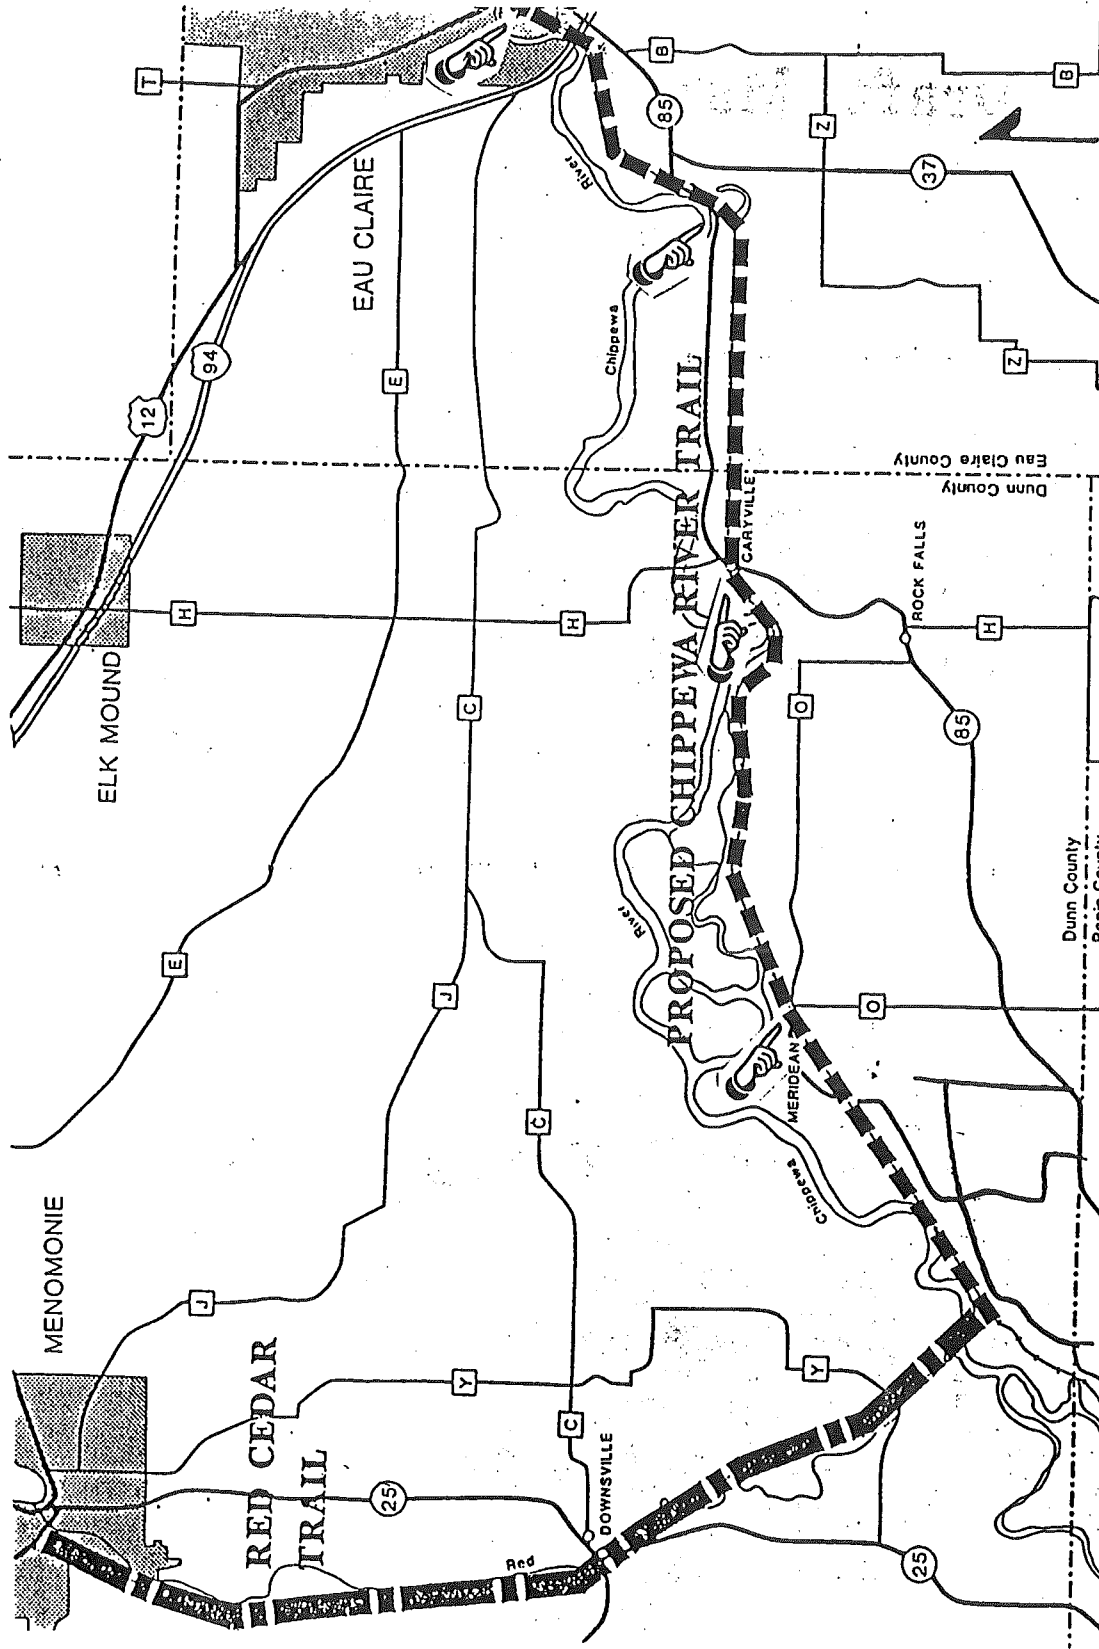 MENOMONIE
RED CEDAR
TRAIL
J
Y
25
Red
DOWNSVILLE
C
Y
25
E
J
C
ELK MOUND
H
H
C
12
94
E
EAU CLAIRE
T
PROPOSED CHIPPEWA RIVER TRAIL
River
Chippewa
River
Chippewa
MERIDEAN
CARYVILLE
ROCK FALLS
O
O
H
85
85
37
B
B
Z
Z
Eau Claire County
Dunn County
Dunn County